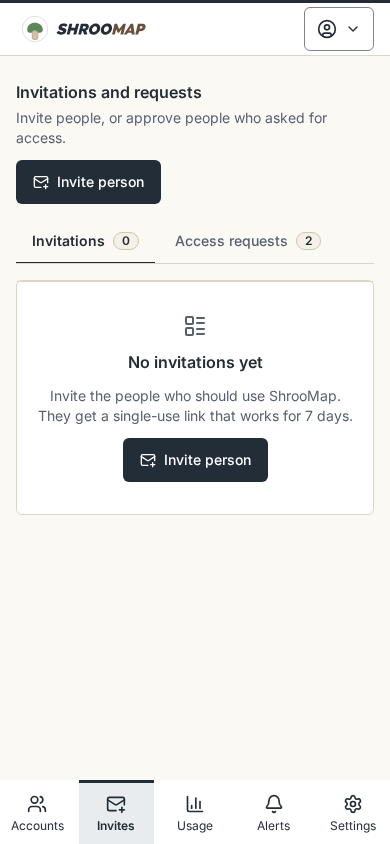 SHROOMAP
Invitations and requests
Invite people, or approve people who asked for
access.
Invite person
Invitations 0 Access requests 2
No invitations yet
Invite the people who should use ShrooMap.
They get a single-use link that works for 7 days.
Invite person
Accounts Invites Usage Alerts Settings